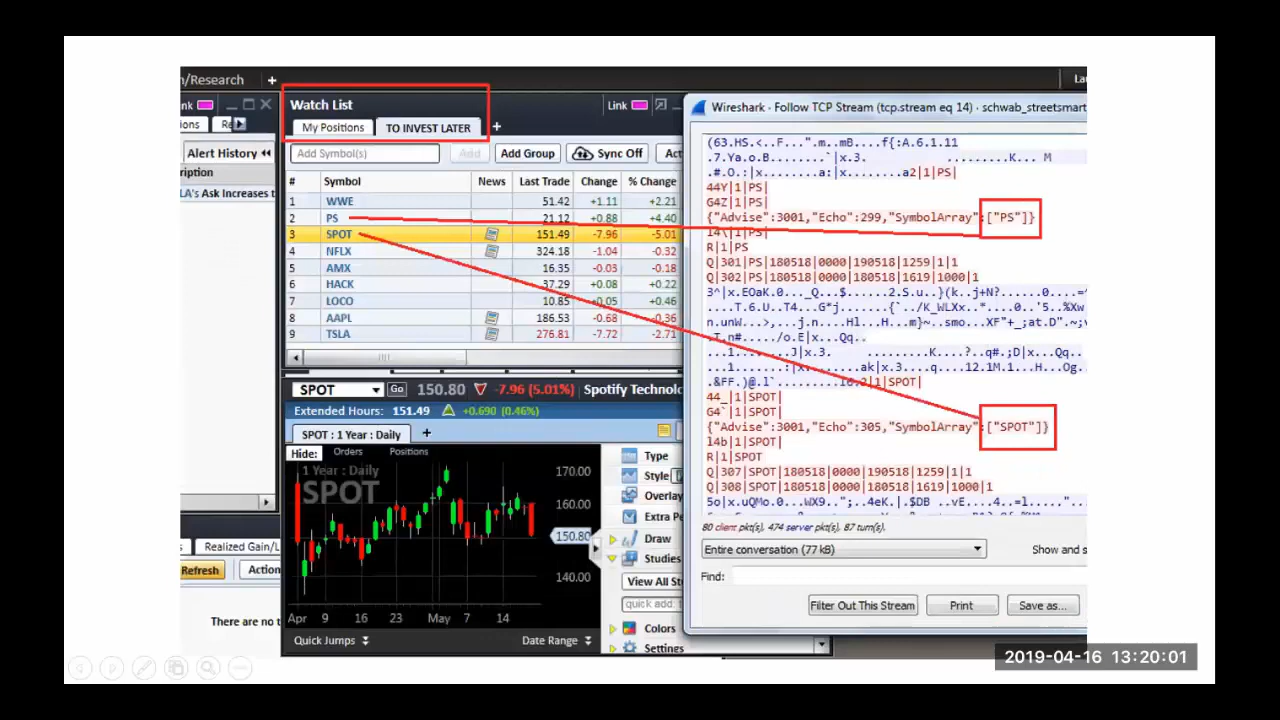 n/Research +
nk
ions Re
Alert History
ription
LA's Ask Increases t
Realized Gain/L
Refresh Action
There are no t
Watch List Link
My Positions TO INVEST LATER +
Add Symbol(s) Add Add Group Sync Off Act
# Symbol News Last Trade Change % Change
1 WWE 51.42 +1.11 +2.21
2 PS 21.12 +0.88 +4.40
3 SPOT 151.49 -7.96 -5.01
4 NFLX 324.18 -1.04 -0.32
5 AMX 16.35 -0.03 -0.18
6 HACK 37.29 +0.08 +0.22
7 LOCO 10.85 +0.05 +0.46
8 AAPL 186.53 -0.68 -0.36
9 TSLA 276.81 -7.72 -2.71
SPOT Go 150.80 -7.96 (5.01%) Spotify Technolo
Extended Hours: 151.49 +0.690 (0.46%)
SPOT : 1 Year : Daily +
Hide: Orders Positions
1 Year : Daily
SPOT
170.00
160.00
150.80
140.00
Apr 9 16 23 May 7 14
Quick Jumps Date Range
Type
Style
Overlay
Extra Pe
Draw
Studies
View All St
quick add:
Colors
Settings
Lau
Wireshark · Follow TCP Stream (tcp.stream eq 14) · schwab_streetsmart
44Y|1|PS|
G4Z|1|PS|
{"Advise":3001,"Echo":299,"SymbolArray":["PS"]}
l4\|1|PS|
R|1|PS
Q|301|PS|180518|0000|190518|1259|1|1
Q|302|PS|180518|0000|180518|1619|1000|1
44_|1|SPOT|
G4`|1|SPOT|
{"Advise":3001,"Echo":305,"SymbolArray":["SPOT"]}
l4b|1|SPOT|
R|1|SPOT
Q|307|SPOT|180518|0000|190518|1259|1|1
Q|308|SPOT|180518|0000|180518|1619|1000|1
80 client pkt(s), 474 server pkt(s), 87 turn(s).
Entire conversation (77 kB) Show and s
Find:
Filter Out This Stream Print Save as...
2019-04-16 13:20:01